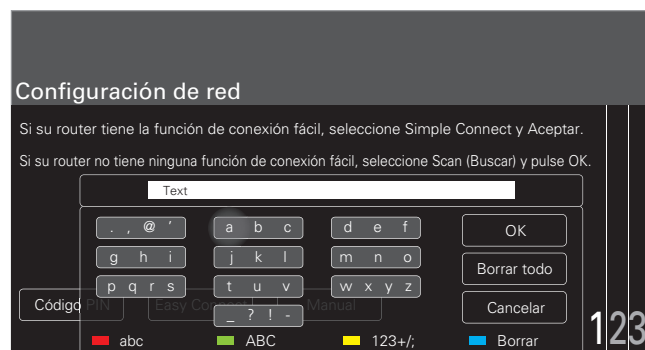 Configuración de red
Si su router tiene la función de conexión fácil, seleccione Simple Connect y Aceptar.
Si su router no tiene ninguna función de conexión fácil, seleccione Scan (Buscar) y pulse OK.
Text
. , @ ' a b c d e f OK
g h i j k l m n o Borrar todo
p q r s t u v w x y z
Código PIN Easy Connect Manual Cancelar
_ ? ! -
abc ABC 123+/; Borrar
123